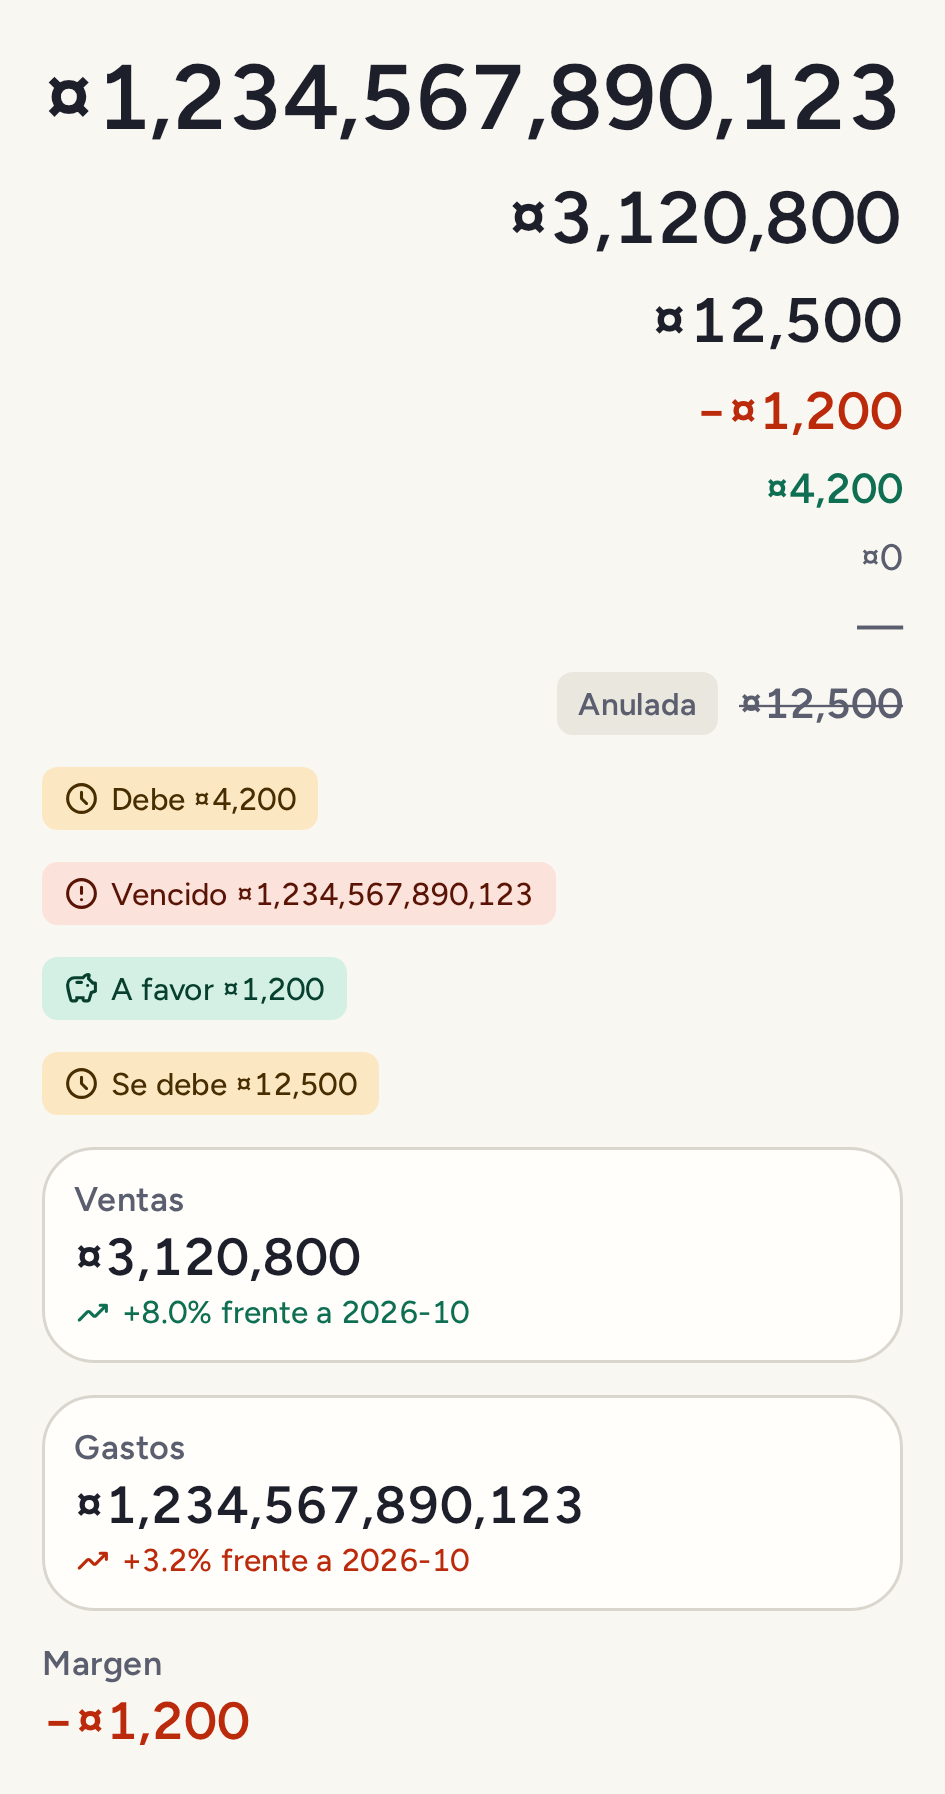 ¤1,234,567,890,123
¤3,120,800
¤12,500
−¤1,200
¤4,200
¤0
—
Anulada ¤12,500
Debe ¤4,200
Vencido ¤1,234,567,890,123
A favor ¤1,200
Se debe ¤12,500
Ventas
¤3,120,800
+8.0% frente a 2026-10
Gastos
¤1,234,567,890,123
+3.2% frente a 2026-10
Margen
−¤1,200